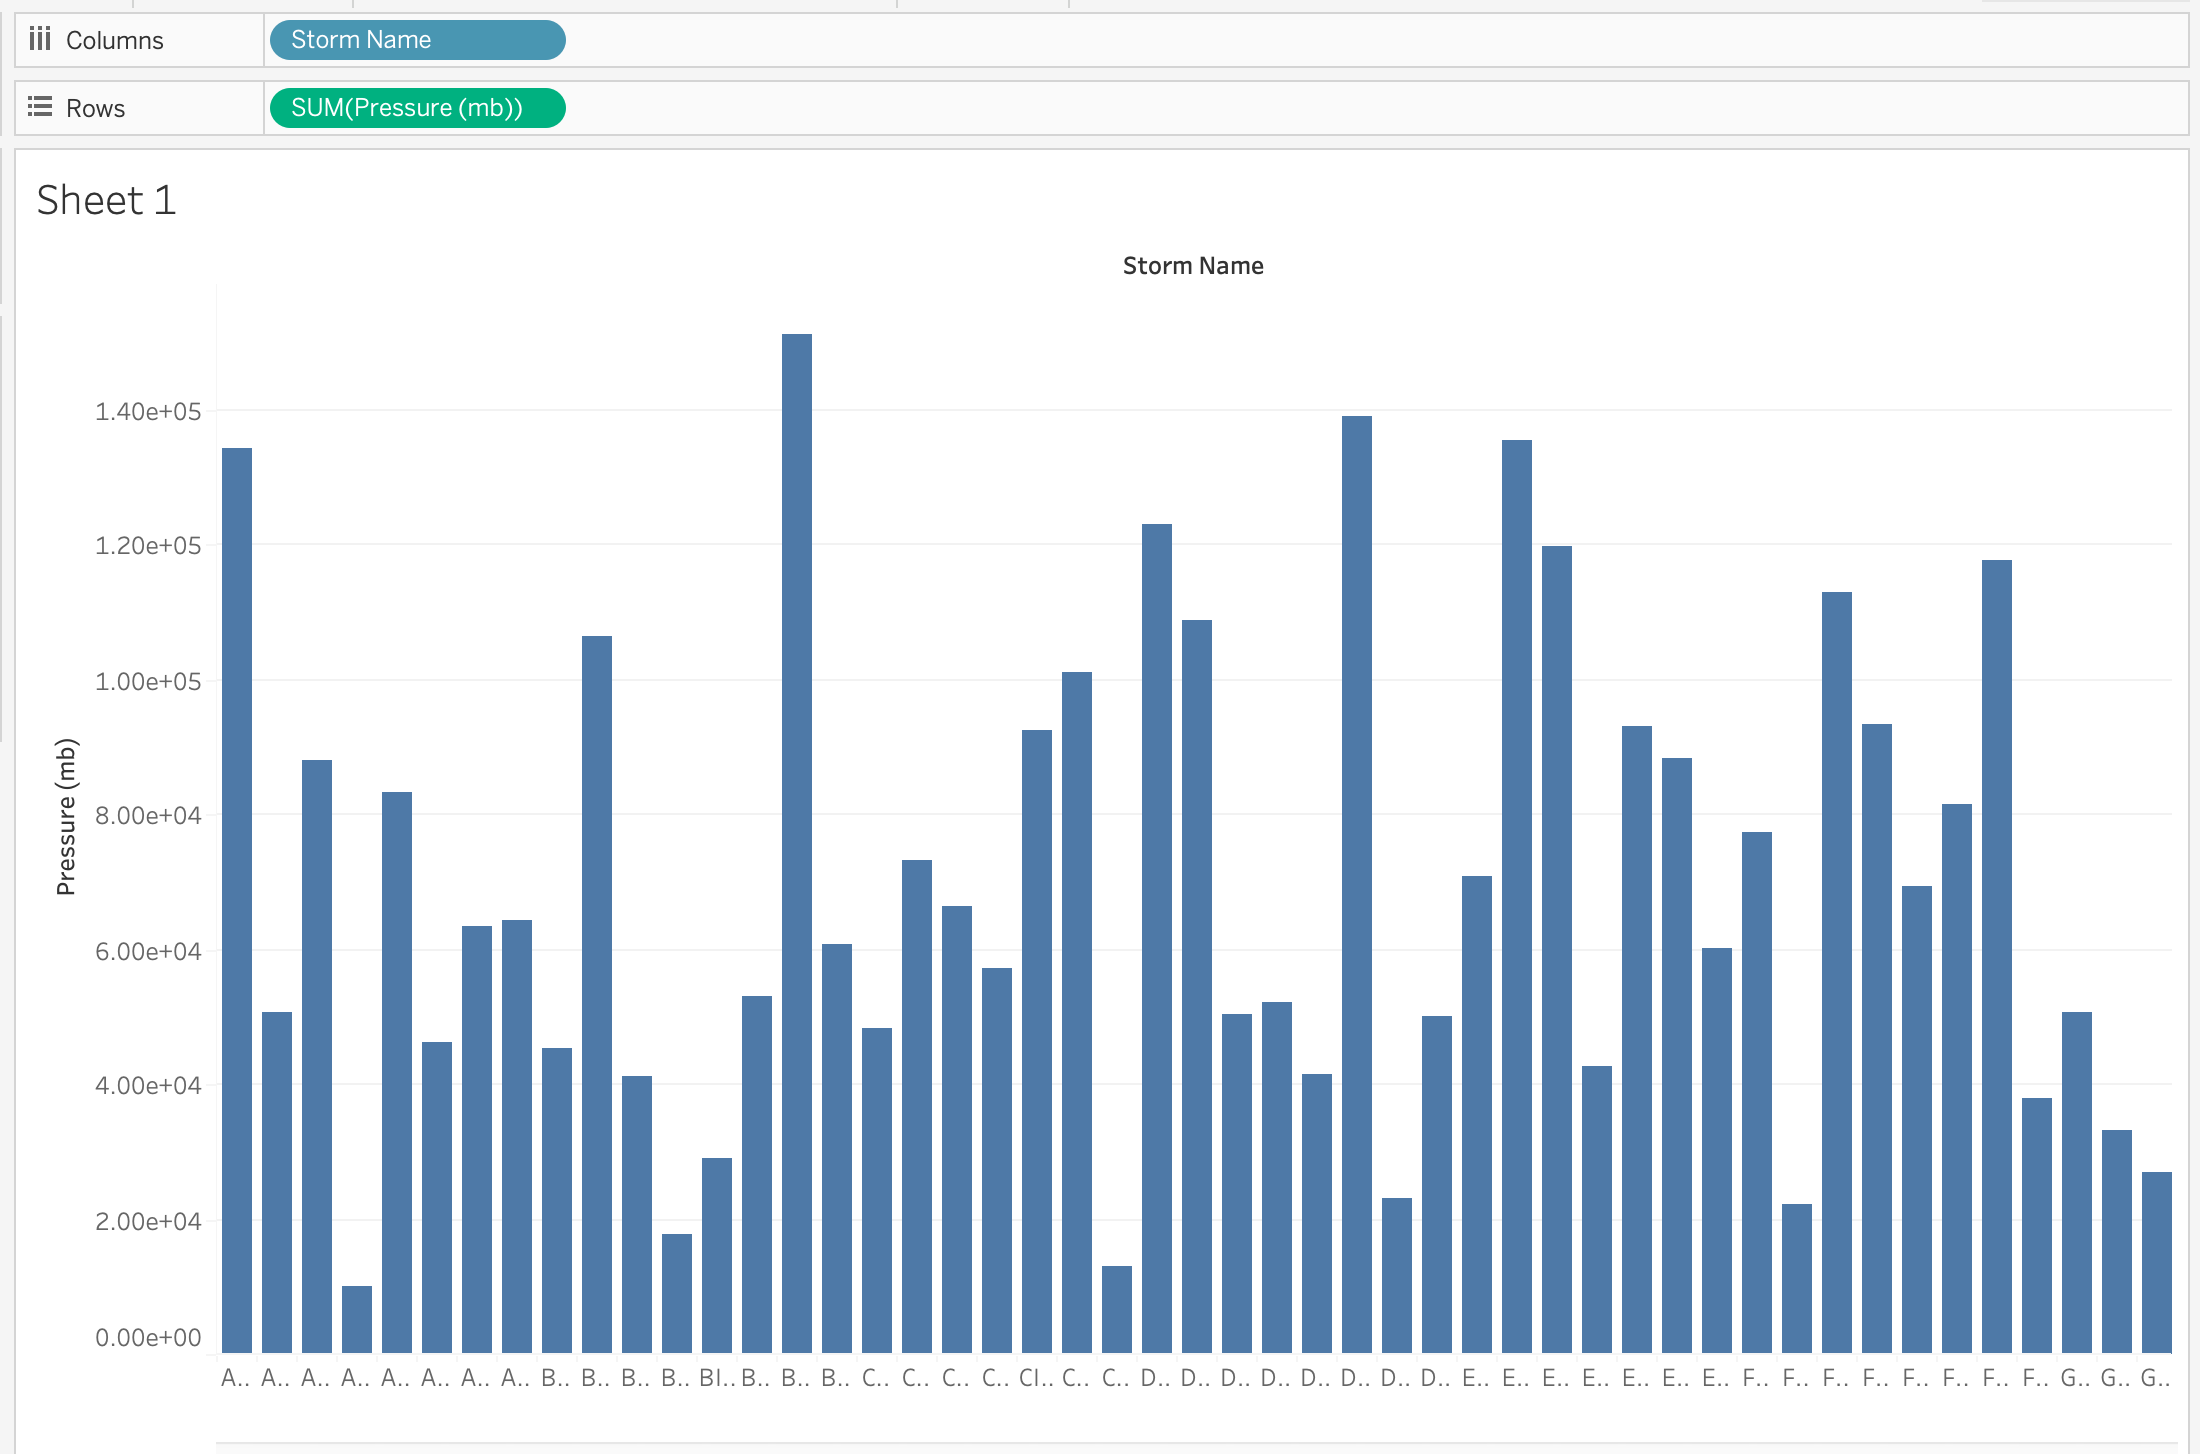 Columns
Storm Name
Rows
SUM(Pressure (mb))
Sheet 1
Storm Name
1.40e+05
1.20e+05
1.00e+05
8.00e+04
6.00e+04
4.00e+04
2.00e+04
0.00e+00
Pressure (mb)
A.. A.. A.. A.. A.. A.. A.. A.. B.. B.. B.. B.. Bl.. B.. B.. B.. C.. C.. C.. C.. Cl.. C.. C.. D.. D.. D.. D.. D.. D.. D.. D.. E.. E.. E.. E.. E.. E.. E.. F.. F.. F.. F.. F.. F.. F.. F.. G.. G.. G..